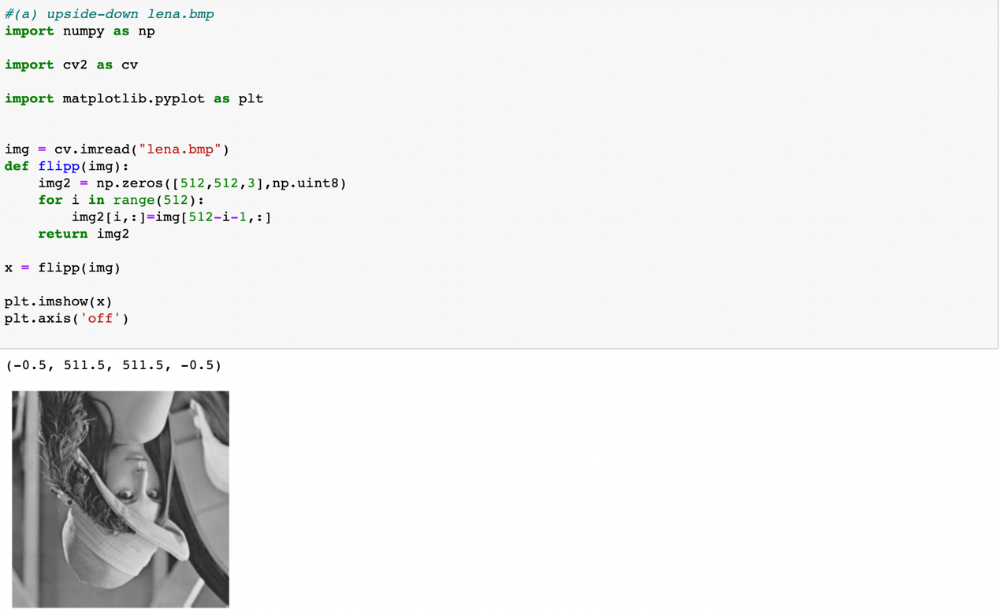 #(a) upside-down lena.bmp
import numpy as np
import cv2 as cv
import matplotlib.pyplot as plt
img = cv.imread("lena.bmp")
def flipp(img):
    img2 = np.zeros([512,512,3],np.uint8)
    for i in range(512):
        img2[i,:]=img[512-i-1,:]
    return img2
x = flipp(img)
plt.imshow(x)
plt.axis('off')
(-0.5, 511.5, 511.5, -0.5)